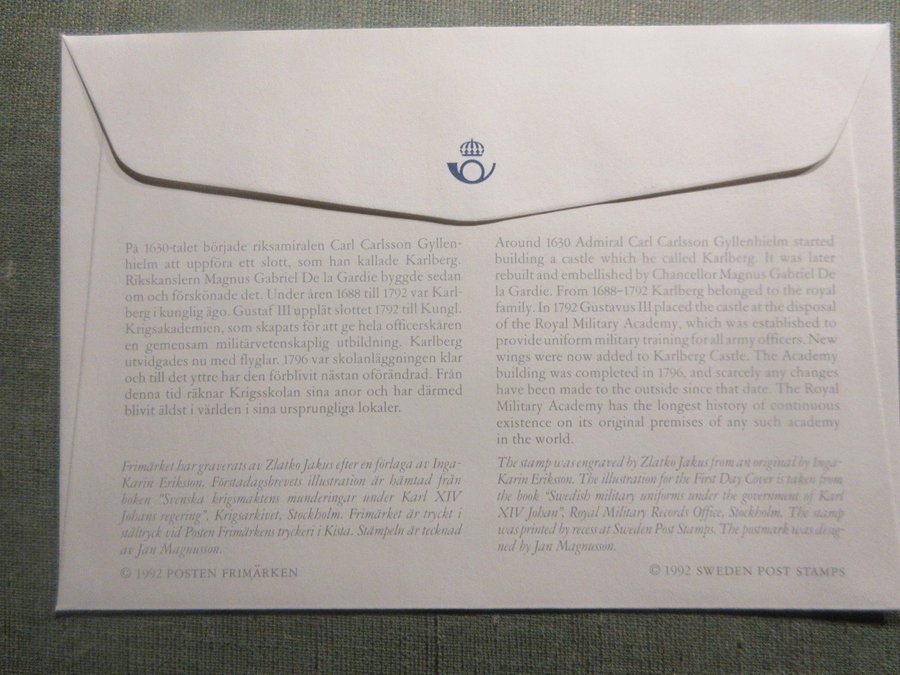 På 1630-talet började riksamiralen Carl Carlsson Gyllen-
hielm att uppföra ett slott, som han kallade Karlberg.
Rikskanslern Magnus Gabriel De la Gardie byggde sedan
om och förskönade det. Under åren 1688 till 1792 var Karl-
berg i kunglig ägo. Gustaf III upplät slottet 1792 till Kungl.
Krigsakademien, som skapats för att ge hela officerskåren
en gemensam militärvetenskaplig utbildning. Karlberg
utvidgades nu med flyglar. 1796 var skolanläggningen klar
och till det yttre har den förblivit nästan oförändrad. Från
denna tid räknar Krigsskolan sina anor och har därmed
blivit äldst i världen i sina ursprungliga lokaler.
Frimärket har graverats av Zlatko Jakus efter en förlaga av Inga-
Karin Eriksson. Förstadagsbrevets illustration är hämtad från
boken "Svenska krigsmaktens munderingar under Karl XIV
Johans regering", Krigsarkivet, Stockholm. Frimärket är tryckt i
ståltryck vid Posten Frimärkens tryckeri i Kista. Stämpeln är tecknad
av Jan Magnusson.
© 1992 POSTEN FRIMÄRKEN
Around 1630 Admiral Carl Carlsson Gyllenhielm started
building a castle which he called Karlberg. It was later
rebuilt and embellished by Chancellor Magnus Gabriel De
la Gardie. From 1688-1792 Karlberg belonged to the royal
family. In 1792 Gustavus III placed the castle at the disposal
of the Royal Military Academy, which was established to
provide uniform military training for all army officers. New
wings were now added to Karlberg Castle. The Academy
building was completed in 1796, and scarcely any changes
have been made to the outside since that date. The Royal
Military Academy has the longest history of continuous
existence on its original premises of any such academy
in the world.
The stamp was engraved by Zlatko Jakus from an original by Inga-
Karin Eriksson. The illustration for the First Day Cover is taken from
the book "Swedish military uniforms under the government of Karl
XIV Johan", Royal Military Records Office, Stockholm. The stamp
was printed by recess at Sweden Post Stamps. The postmark was desig-
ned by Jan Magnusson.
© 1992 SWEDEN POST STAMPS